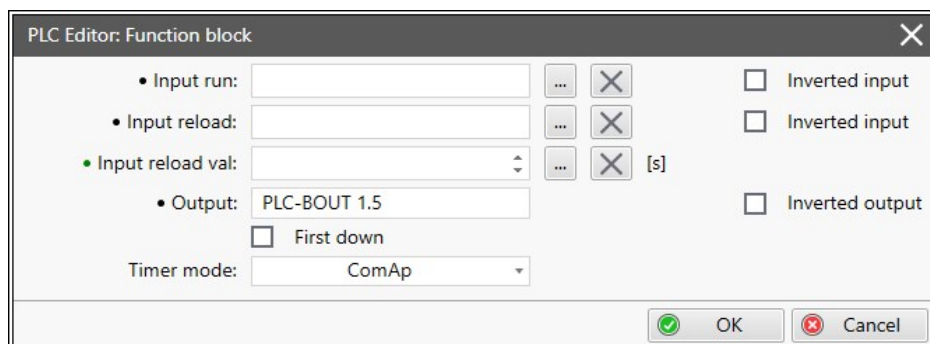 PLC Editor: Function block
• Input run: ... Inverted input
• Input reload: ... Inverted input
• Input reload val: ... [s]
• Output: PLC-BOUT 1.5 Inverted output
First down
Timer mode: ComAp
OK Cancel